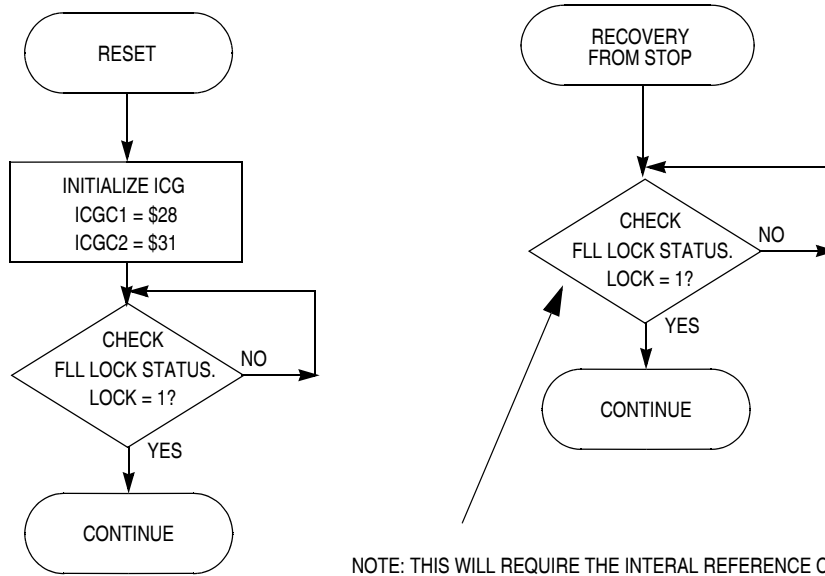 RESET
INITIALIZE ICG
ICGC1 = $28
ICGC2 = $31
CHECK
FLL LOCK STATUS.
LOCK = 1?
NO
YES
CONTINUE
RECOVERY
FROM STOP
CHECK
FLL LOCK STATUS.
LOCK = 1?
NO
YES
CONTINUE
NOTE: THIS WILL REQUIRE THE INTERAL REFERENCE